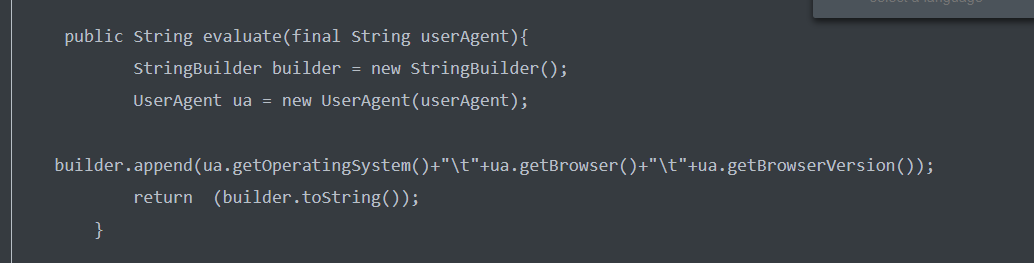 public String evaluate(final String userAgent){
StringBuilder builder = new StringBuilder();
UserAgent ua = new UserAgent(userAgent);
builder.append(ua.getOperatingSystem()+"\t"+ua.getBrowser()+"\t"+ua.getBrowserVersion());
return  (builder.toString());
}